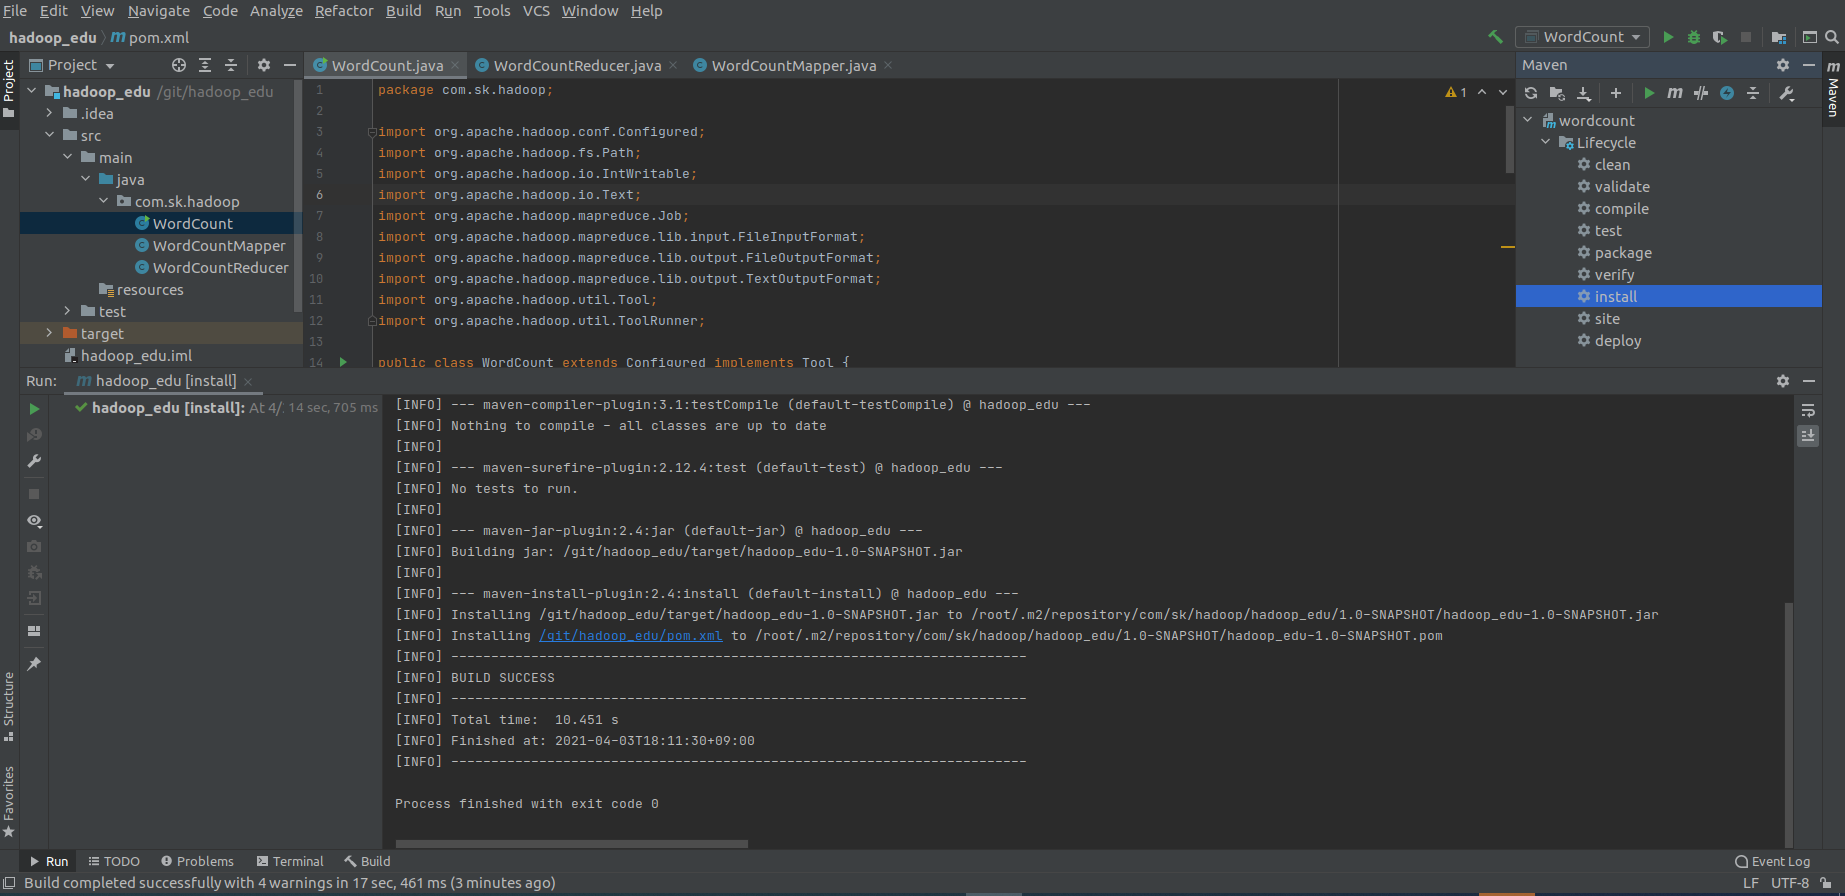 File Edit View Navigate Code Analyze Refactor Build Run Tools VCS Window Help
hadoop_edu pom.xml
WordCount
Project
Project
WordCount.java WordCountReducer.java WordCountMapper.java
Maven
Maven
hadoop_edu /git/hadoop_edu
.idea
src
main
java
com.sk.hadoop
WordCount
WordCountMapper
WordCountReducer
resources
test
target
hadoop_edu.iml
1 package com.sk.hadoop;
2
3 import org.apache.hadoop.conf.Configured;
4 import org.apache.hadoop.fs.Path;
5 import org.apache.hadoop.io.IntWritable;
6 import org.apache.hadoop.io.Text;
7 import org.apache.hadoop.mapreduce.Job;
8 import org.apache.hadoop.mapreduce.lib.input.FileInputFormat;
9 import org.apache.hadoop.mapreduce.lib.output.FileOutputFormat;
10 import org.apache.hadoop.mapreduce.lib.output.TextOutputFormat;
11 import org.apache.hadoop.util.Tool;
12 import org.apache.hadoop.util.ToolRunner;
13
14 public class WordCount extends Configured implements Tool {
1
wordcount
Lifecycle
clean
validate
compile
test
package
verify
install
site
deploy
Run: hadoop_edu [install]
hadoop_edu [install]: At 4/ 14 sec, 705 ms
[INFO] --- maven-compiler-plugin:3.1:testCompile (default-testCompile) @ hadoop_edu ---
[INFO] Nothing to compile - all classes are up to date
[INFO]
[INFO] --- maven-surefire-plugin:2.12.4:test (default-test) @ hadoop_edu ---
[INFO] No tests to run.
[INFO]
[INFO] --- maven-jar-plugin:2.4:jar (default-jar) @ hadoop_edu ---
[INFO] Building jar: /git/hadoop_edu/target/hadoop_edu-1.0-SNAPSHOT.jar
[INFO]
[INFO] --- maven-install-plugin:2.4:install (default-install) @ hadoop_edu ---
[INFO] Installing /git/hadoop_edu/target/hadoop_edu-1.0-SNAPSHOT.jar to /root/.m2/repository/com/sk/hadoop/hadoop_edu/1.0-SNAPSHOT/hadoop_edu-1.0-SNAPSHOT.jar
[INFO] Installing /git/hadoop_edu/pom.xml to /root/.m2/repository/com/sk/hadoop/hadoop_edu/1.0-SNAPSHOT/hadoop_edu-1.0-SNAPSHOT.pom
[INFO] ------------------------------------------------------------------------
[INFO] BUILD SUCCESS
[INFO] ------------------------------------------------------------------------
[INFO] Total time:  10.451 s
[INFO] Finished at: 2021-04-03T18:11:30+09:00
[INFO] ------------------------------------------------------------------------
Process finished with exit code 0
Structure
Favorites
Run TODO Problems Terminal Build Event Log
Build completed successfully with 4 warnings in 17 sec, 461 ms (3 minutes ago) LF UTF-8